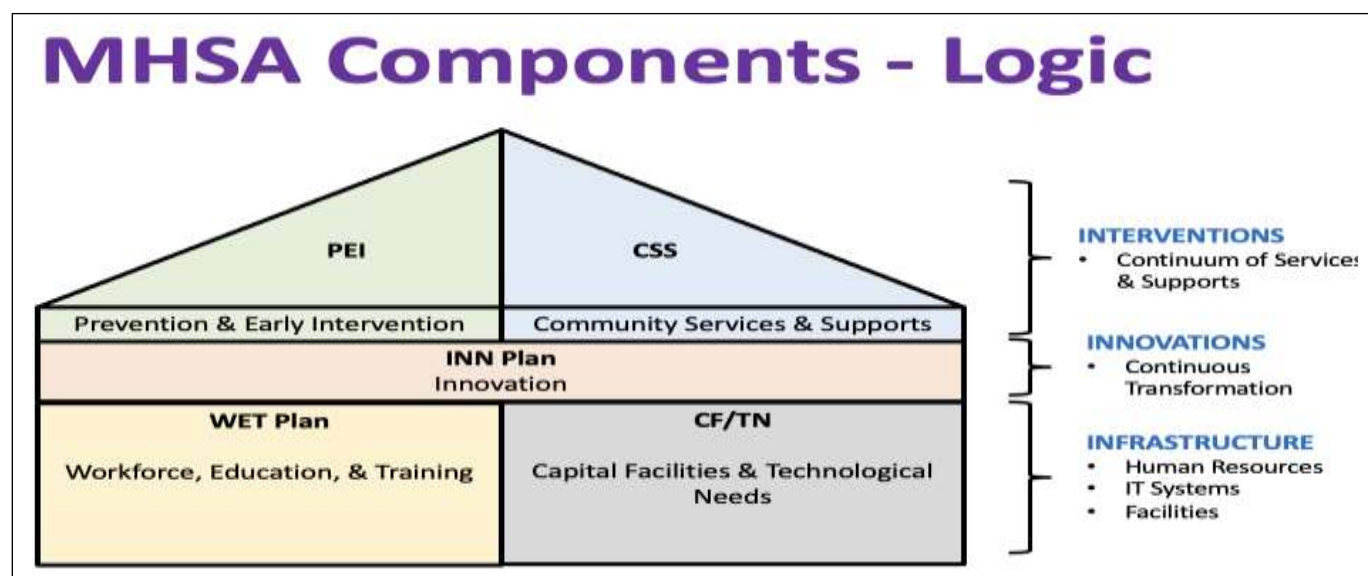 MHSA Components - Logic
PEI
CSS
Prevention & Early Intervention
Community Services & Supports
INN Plan
Innovation
WET Plan
Workforce, Education, & Training
CF/TN
Capital Facilities & Technological
Needs
INTERVENTIONS
• Continuum of Services
& Supports
INNOVATIONS
• Continuous
Transformation
INFRASTRUCTURE
• Human Resources
• IT Systems
• Facilities